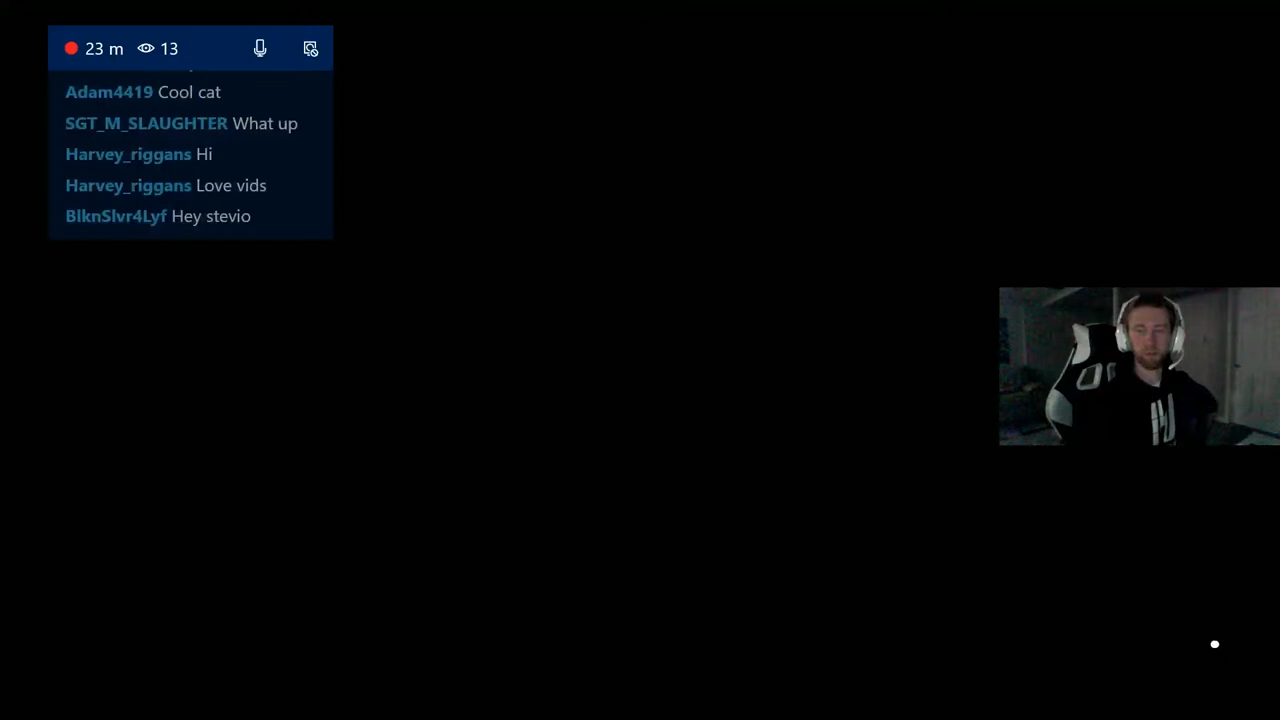 23 m 13
Adam4419 Cool cat
SGT_M_SLAUGHTER What up
Harvey_riggans Hi
Harvey_riggans Love vids
BlknSlvr4Lyf Hey stevio